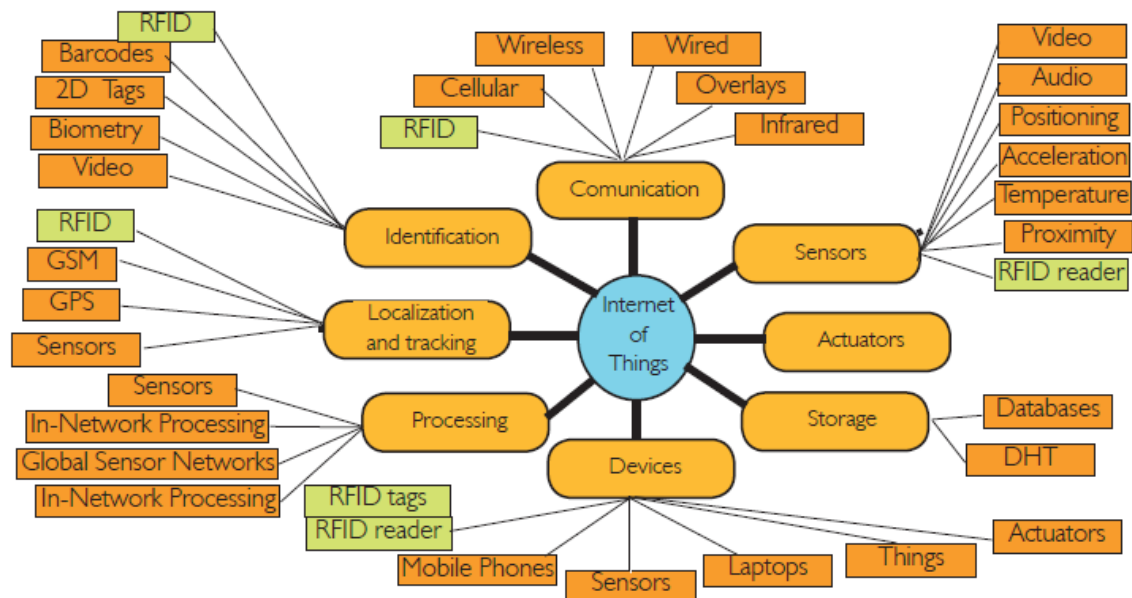 RFID
Barcodes
2D Tags
Biometry
Video
Identification
Wireless
Wired
Cellular
Overlays
RFID
Infrared
Comunication
Video
Audio
Positioning
Acceleration
Temperature
Proximity
RFID reader
Sensors
RFID
GSM
GPS
Sensors
Localization
and tracking
Internet
of
Things
Actuators
Sensors
In-Network Processing
Global Sensor Networks
In-Network Processing
Processing
Storage
Databases
DHT
Devices
RFID tags
RFID reader
Mobile Phones
Sensors
Laptops
Things
Actuators